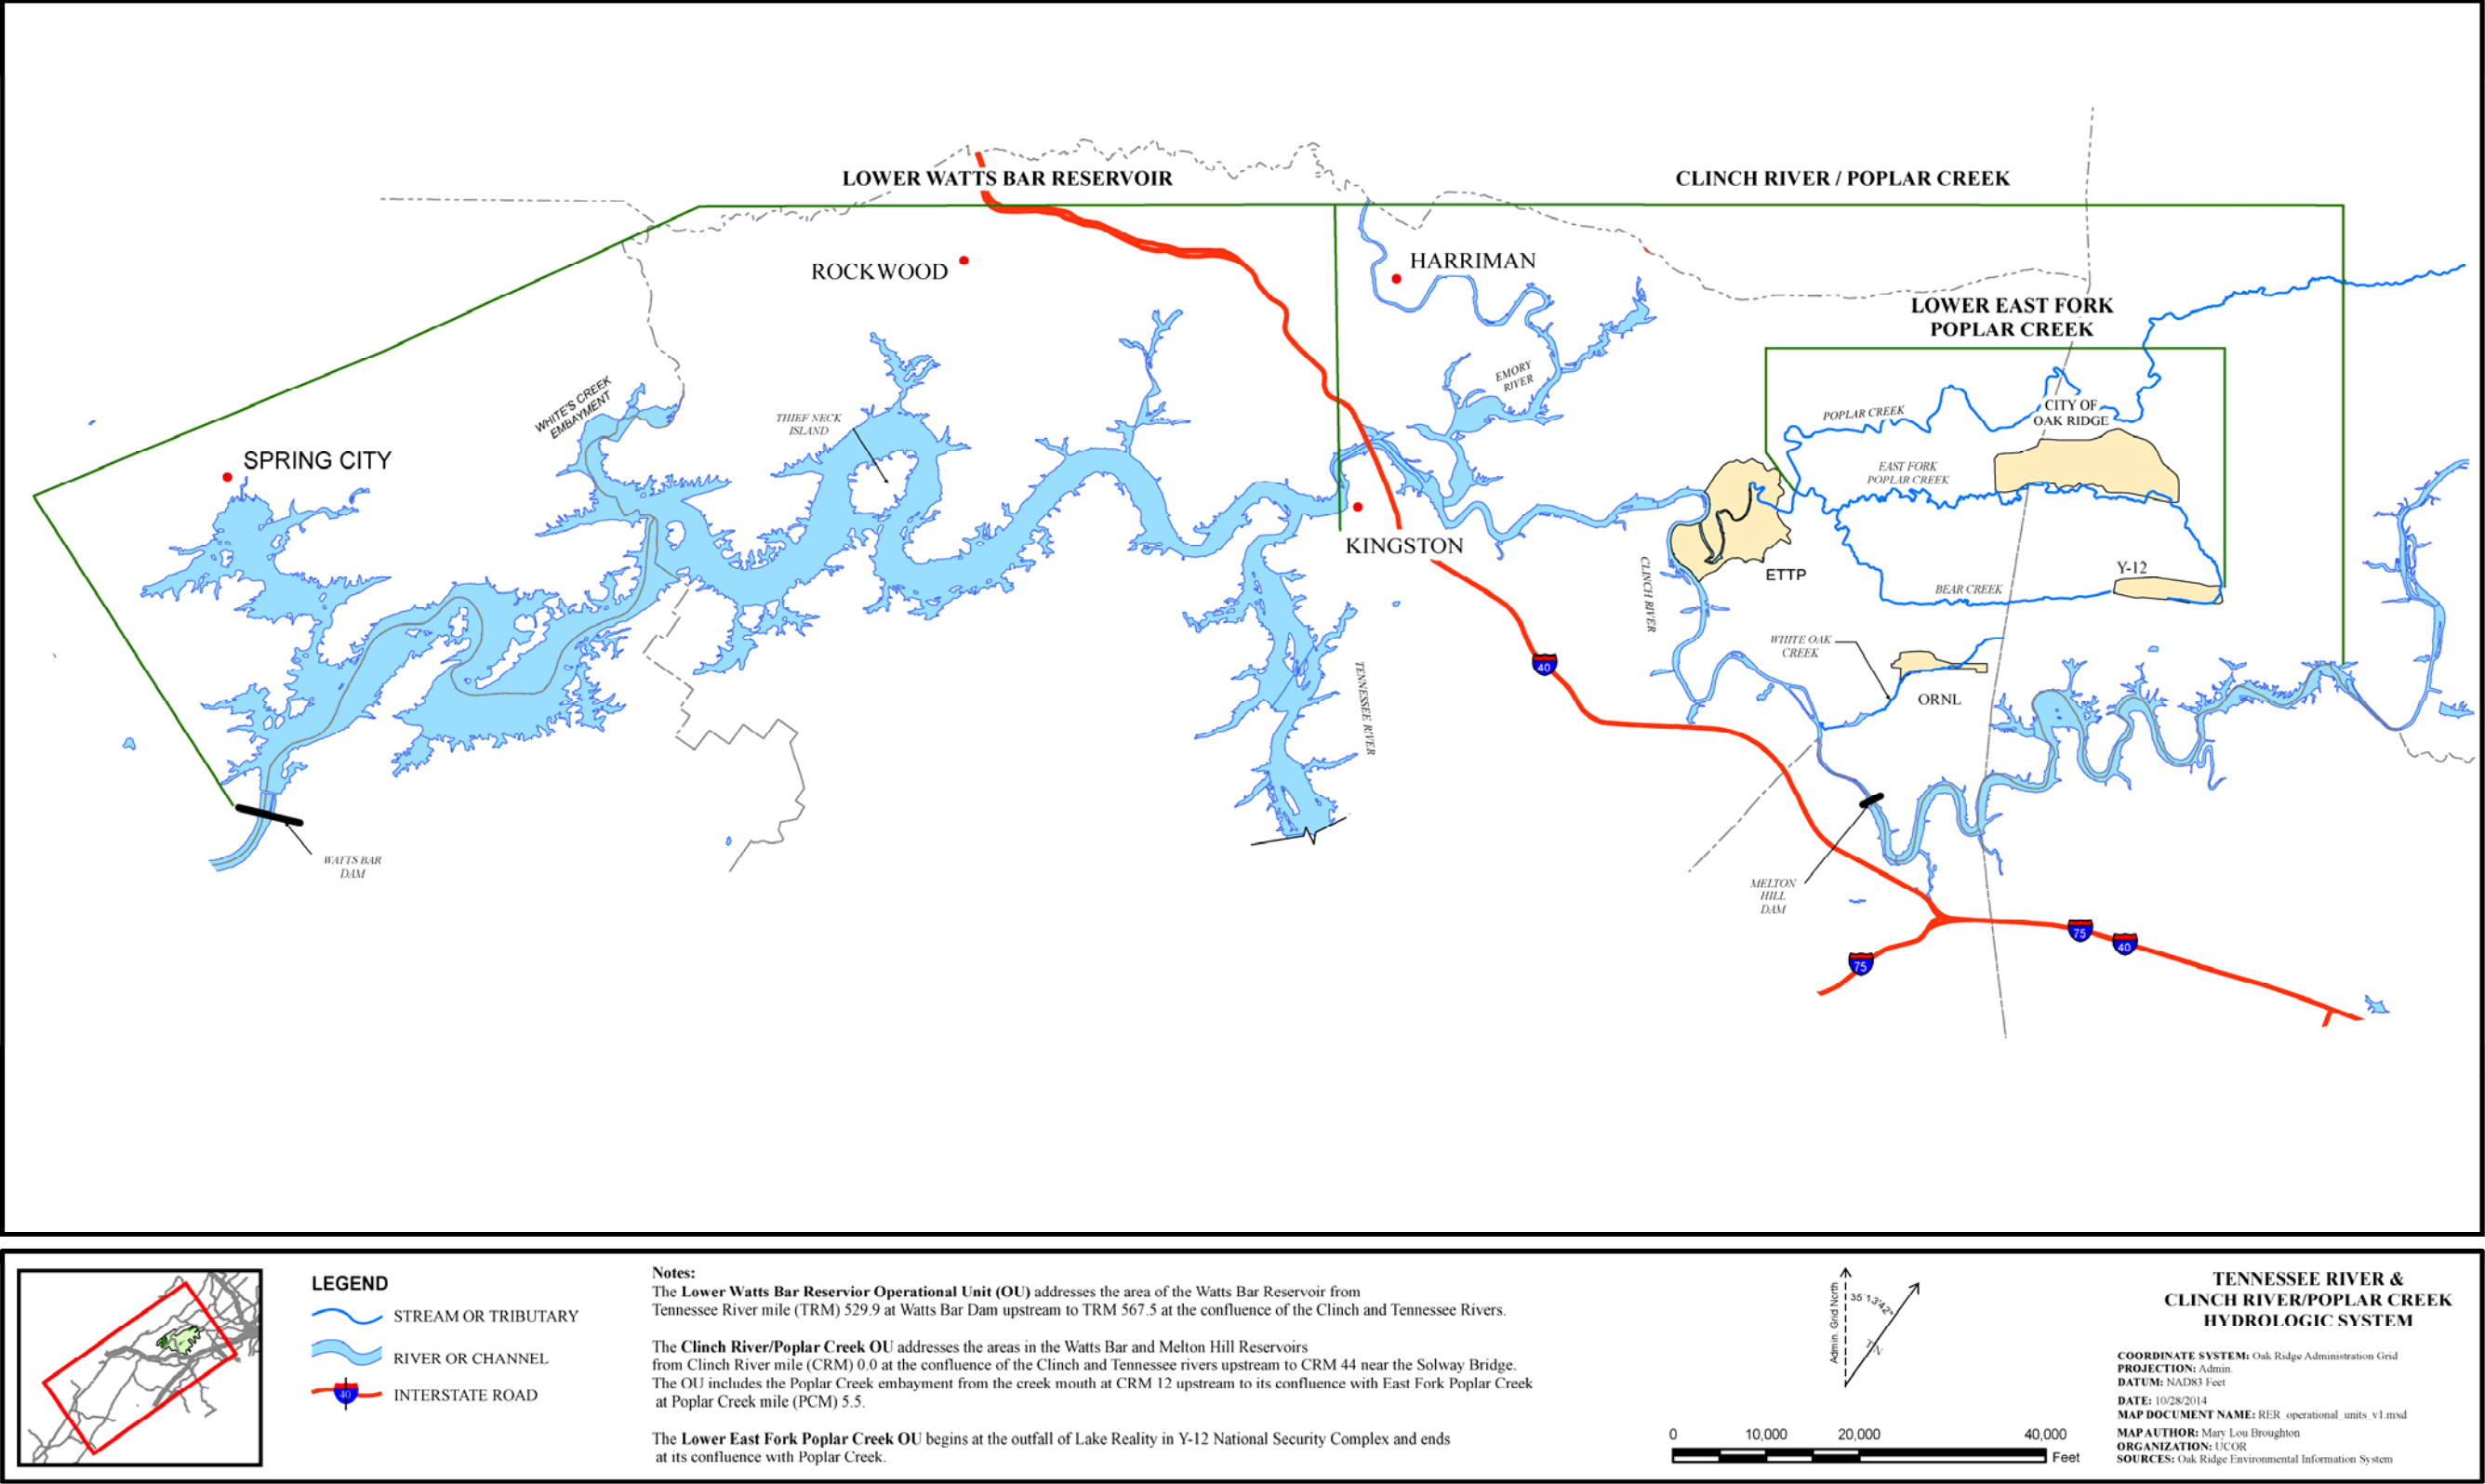 LOWER WATTS BAR RESERVOIR
CLINCH RIVER / POPLAR CREEK
ROCKWOOD
HARRIMAN
LOWER EAST FORK
POPLAR CREEK
EMORY
RIVER
WHITE'S CREEK
EMBAYMENT
THIEF NECK
ISLAND
POPLAR CREEK
CITY OF
OAK RIDGE
SPRING CITY
EAST FORK
POPLAR CREEK
KINGSTON
ETTP
Y-12
BEAR CREEK
CLINCH RIVER
WHITE OAK
CREEK
40
ORNL
TENNESSEE RIVER
WATTS BAR
DAM
MELTON
HILL
DAM
75
40
75
LEGEND
STREAM OR TRIBUTARY
RIVER OR CHANNEL
40
INTERSTATE ROAD
Notes:
The Lower Watts Bar Reservior Operational Unit (OU) addresses the area of the Watts Bar Reservoir from
Tennessee River mile (TRM) 529.9 at Watts Bar Dam upstream to TRM 567.5 at the confluence of the Clinch and Tennessee Rivers.
The Clinch River/Poplar Creek OU addresses the areas in the Watts Bar and Melton Hill Reservoirs
from Clinch River mile (CRM) 0.0 at the confluence of the Clinch and Tennessee rivers upstream to CRM 44 near the Solway Bridge.
The OU includes the Poplar Creek embayment from the creek mouth at CRM 12 upstream to its confluence with East Fork Poplar Creek
at Poplar Creek mile (PCM) 5.5.
The Lower East Fork Poplar Creek OU begins at the outfall of Lake Reality in Y-12 National Security Complex and ends
at its confluence with Poplar Creek.
Admin. Grid North
35°13'42"
TN
0 10,000 20,000 40,000
Feet
TENNESSEE RIVER &
CLINCH RIVER/POPLAR CREEK
HYDROLOGIC SYSTEM
COORDINATE SYSTEM: Oak Ridge Administration Grid
PROJECTION: Admin.
DATUM: NAD83 Feet
DATE: 10/28/2014
MAP DOCUMENT NAME: RER_operational_units_v1.mxd
MAP AUTHOR: Mary Lou Broughton
ORGANIZATION: UCOR
SOURCES: Oak Ridge Environmental Information System